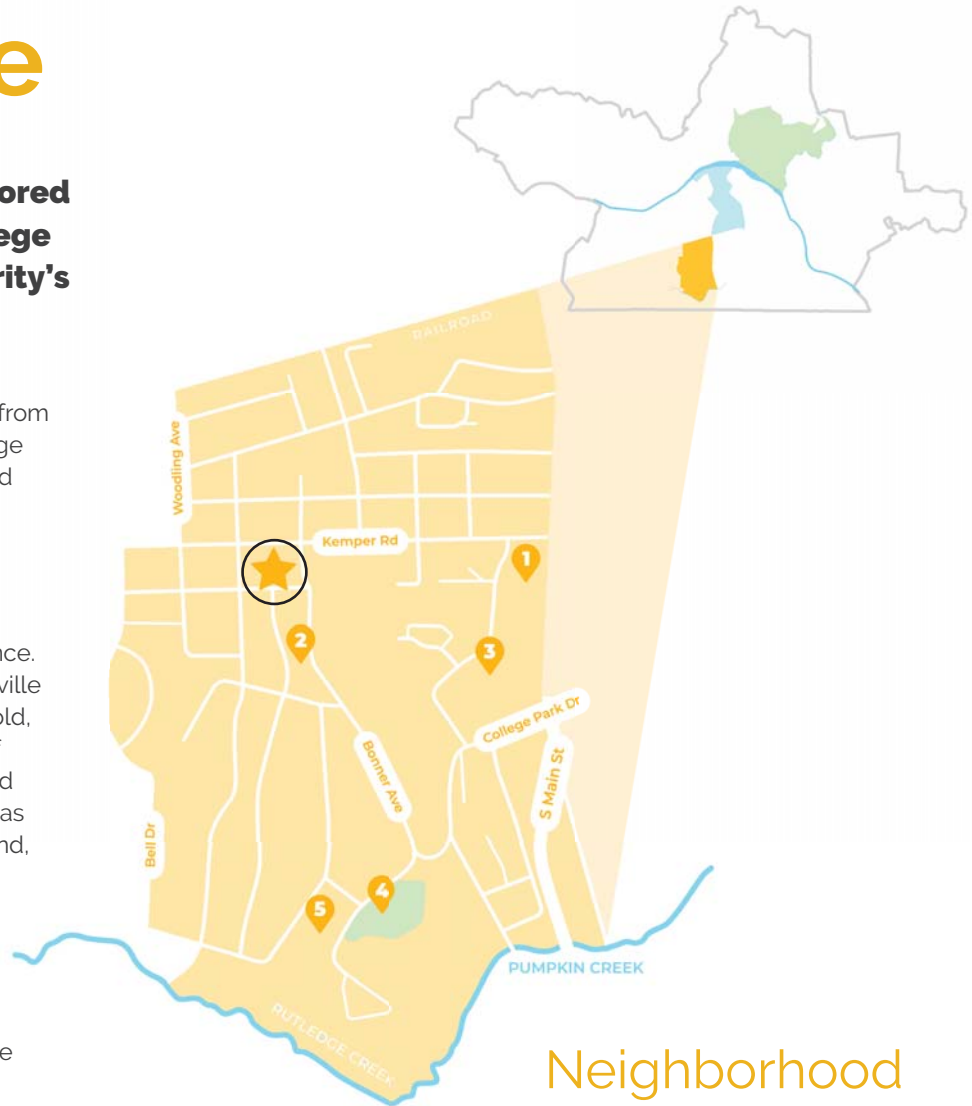 e
ored
ege
rity's
from
ge
d
nce.
ville
old,
d
as
nd,
e
RAILROAD
Woodling Ave
Kemper Rd
1
2
3
College Park Dr
Bonner Ave
S Main St
Bell Dr
4
5
PUMPKIN CREEK
RUTLEDGE CREEK
Neighborhood